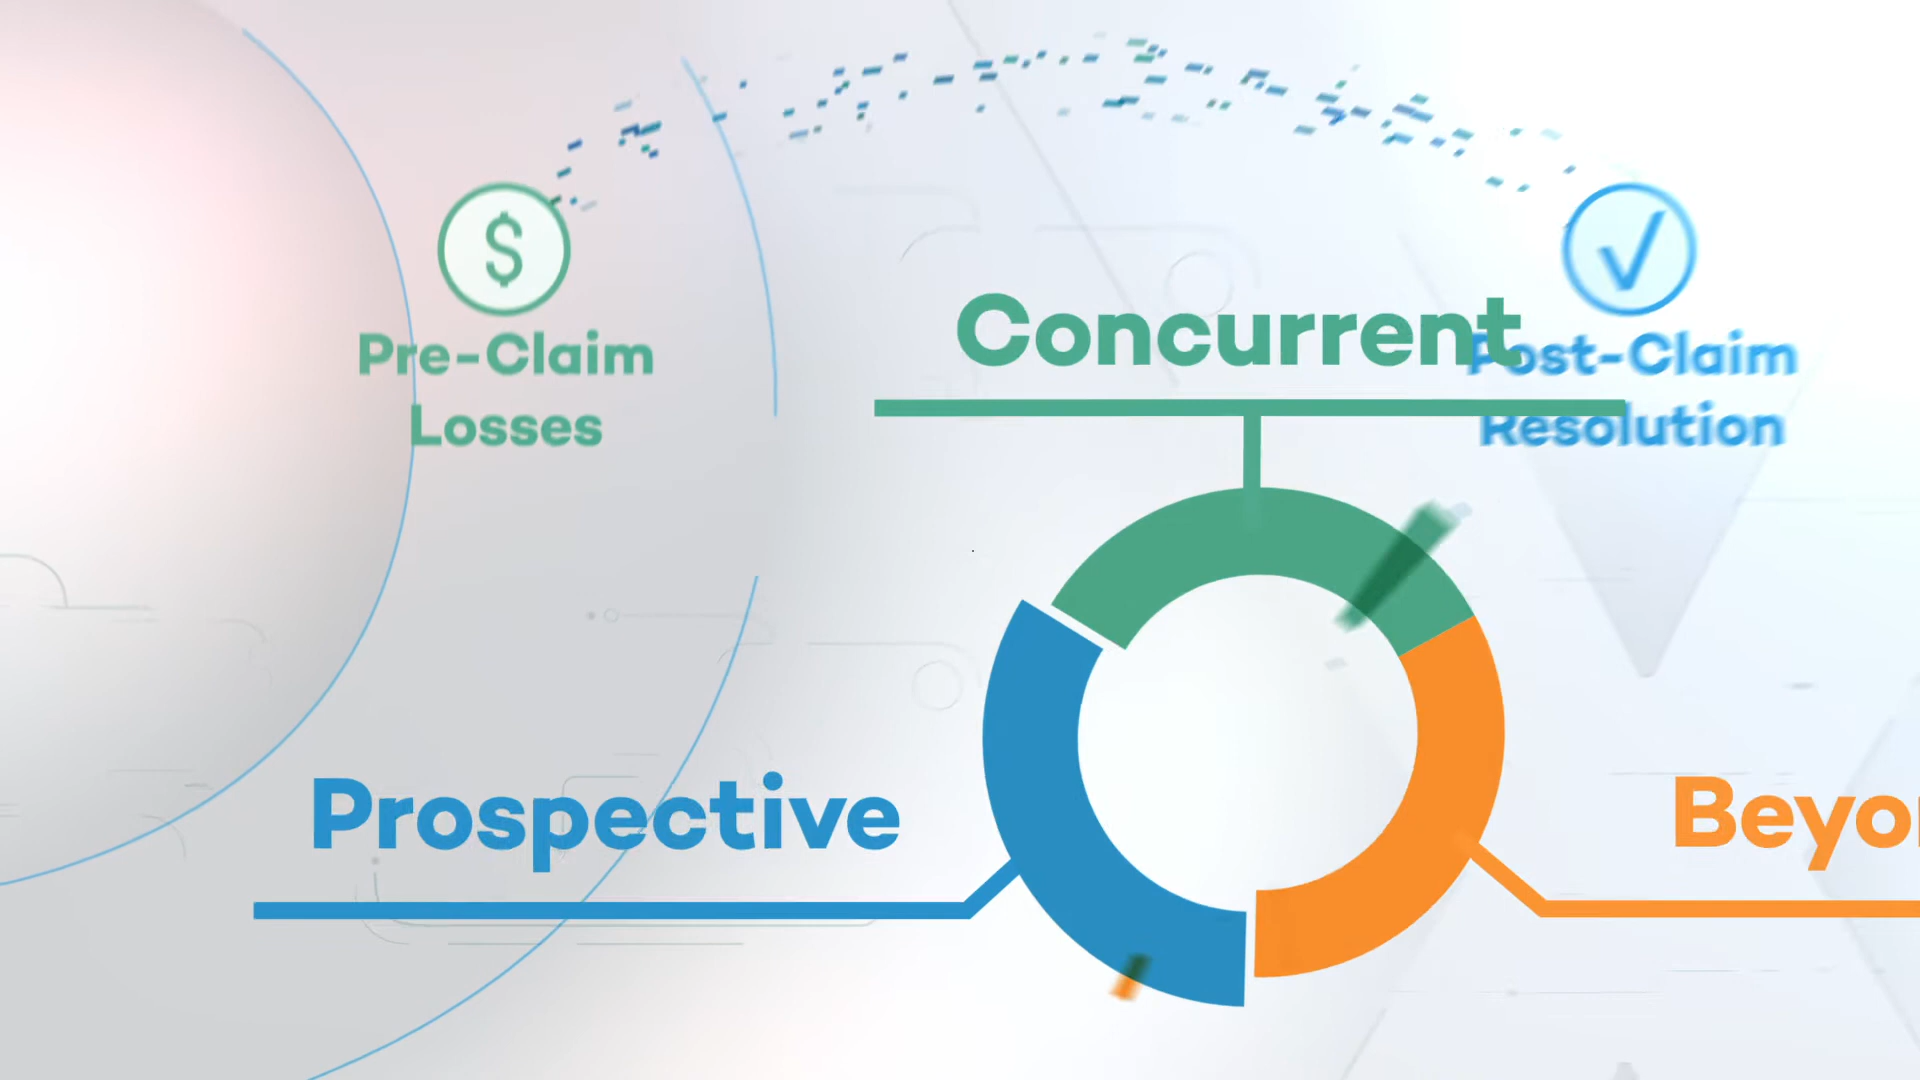 $
Pre-Claim
Losses
Post-Claim
Resolution
Concurrent
Prospective